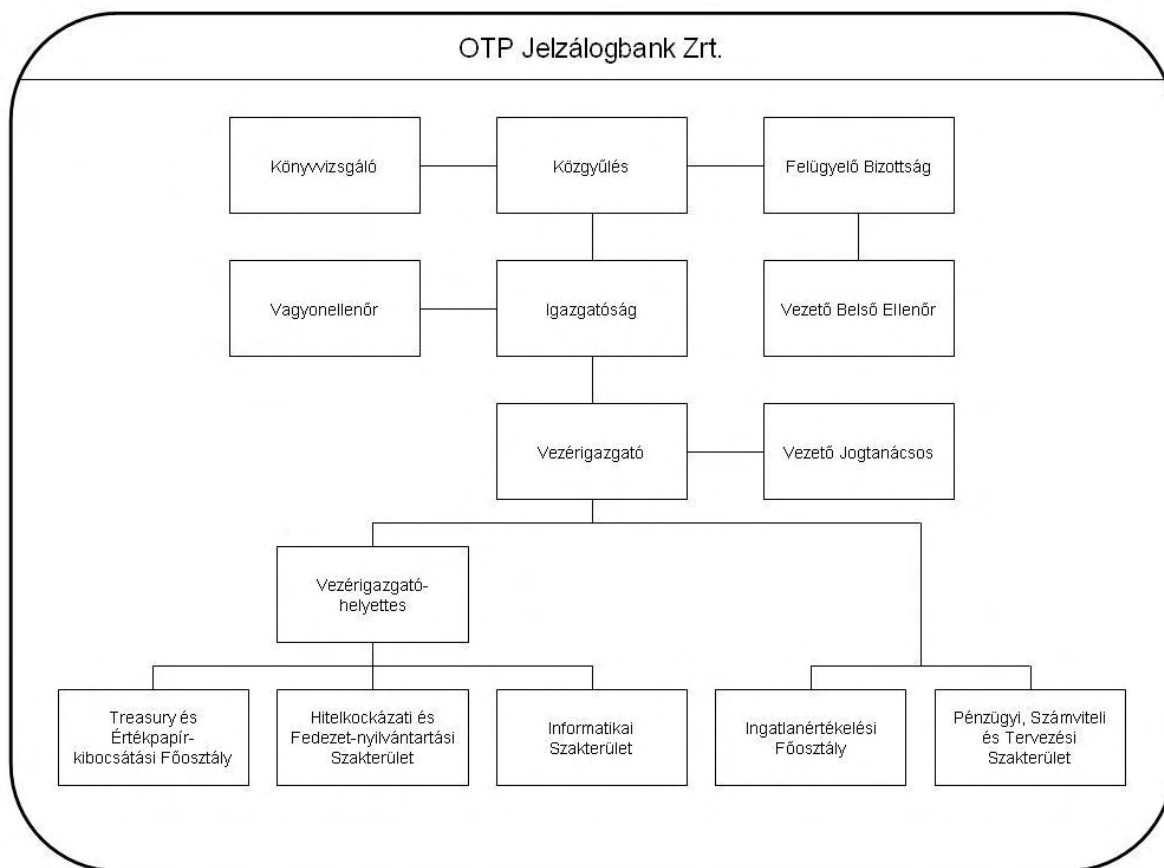 OTP Jelzálogbank Zrt.
Könyvvizsgáló
Közgyűlés
Felügyelő Bizottság
Vagyonellenőr
Igazgatóság
Vezető Belső Ellenőr
Vezérigazgató
Vezető Jogtanácsos
Vezérigazgató-
helyettes
Treasury és
Értékpapír-
kibocsátási Főosztály
Hitelkockázati és
Fedezet-nyilvántartási
Szakterület
Informatikai
Szakterület
Ingatlanértékelési
Főosztály
Pénzügyi, Számviteli
és Tervezési
Szakterület